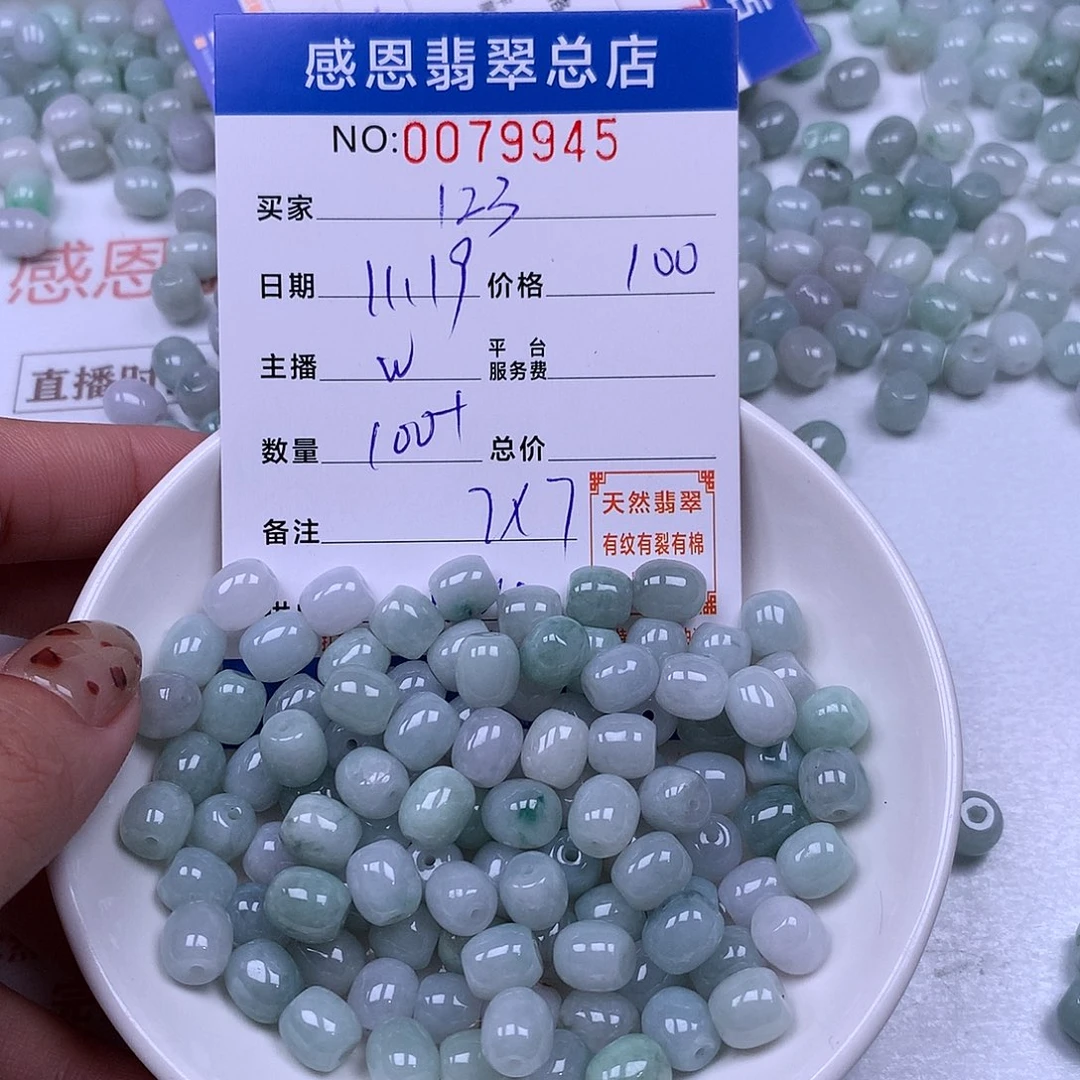 感恩翡翠总店
NO:0079945
买家 123
日期 11.19 价格 100
主播 W 平台服务费
数量 100+ 总价
备注 7X7
天然翡翠
有纹有裂有棉
感恩
直播时